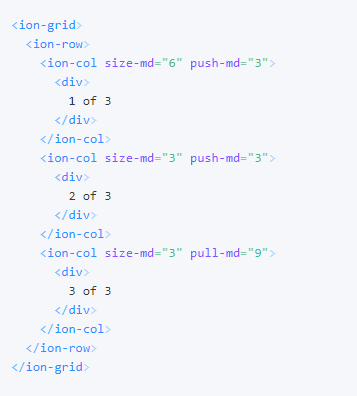 <ion-grid>
  <ion-row>
    <ion-col size-md="6" push-md="3">
      <div>
        1 of 3
      </div>
    </ion-col>
    <ion-col size-md="3" push-md="3">
      <div>
        2 of 3
      </div>
    </ion-col>
    <ion-col size-md="3" pull-md="9">
      <div>
        3 of 3
      </div>
    </ion-col>
  </ion-row>
</ion-grid>